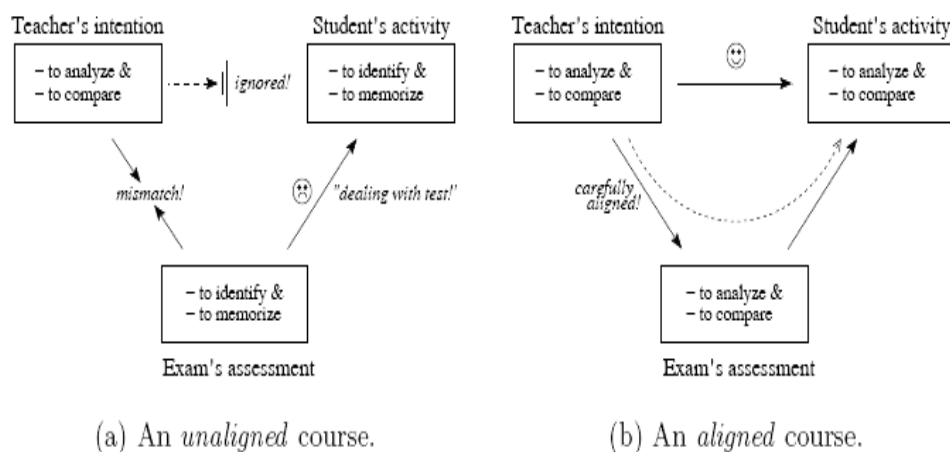 Teacher's intention
– to analyze &
– to compare
ignored!
Student's activity
– to identify &
– to memorize
mismatch!
"dealing with test!"
– to identify &
– to memorize
Exam's assessment
(a) An unaligned course.
Teacher's intention
– to analyze &
– to compare
Student's activity
– to analyze &
– to compare
carefully
aligned!
– to analyze &
– to compare
Exam's assessment
(b) An aligned course.